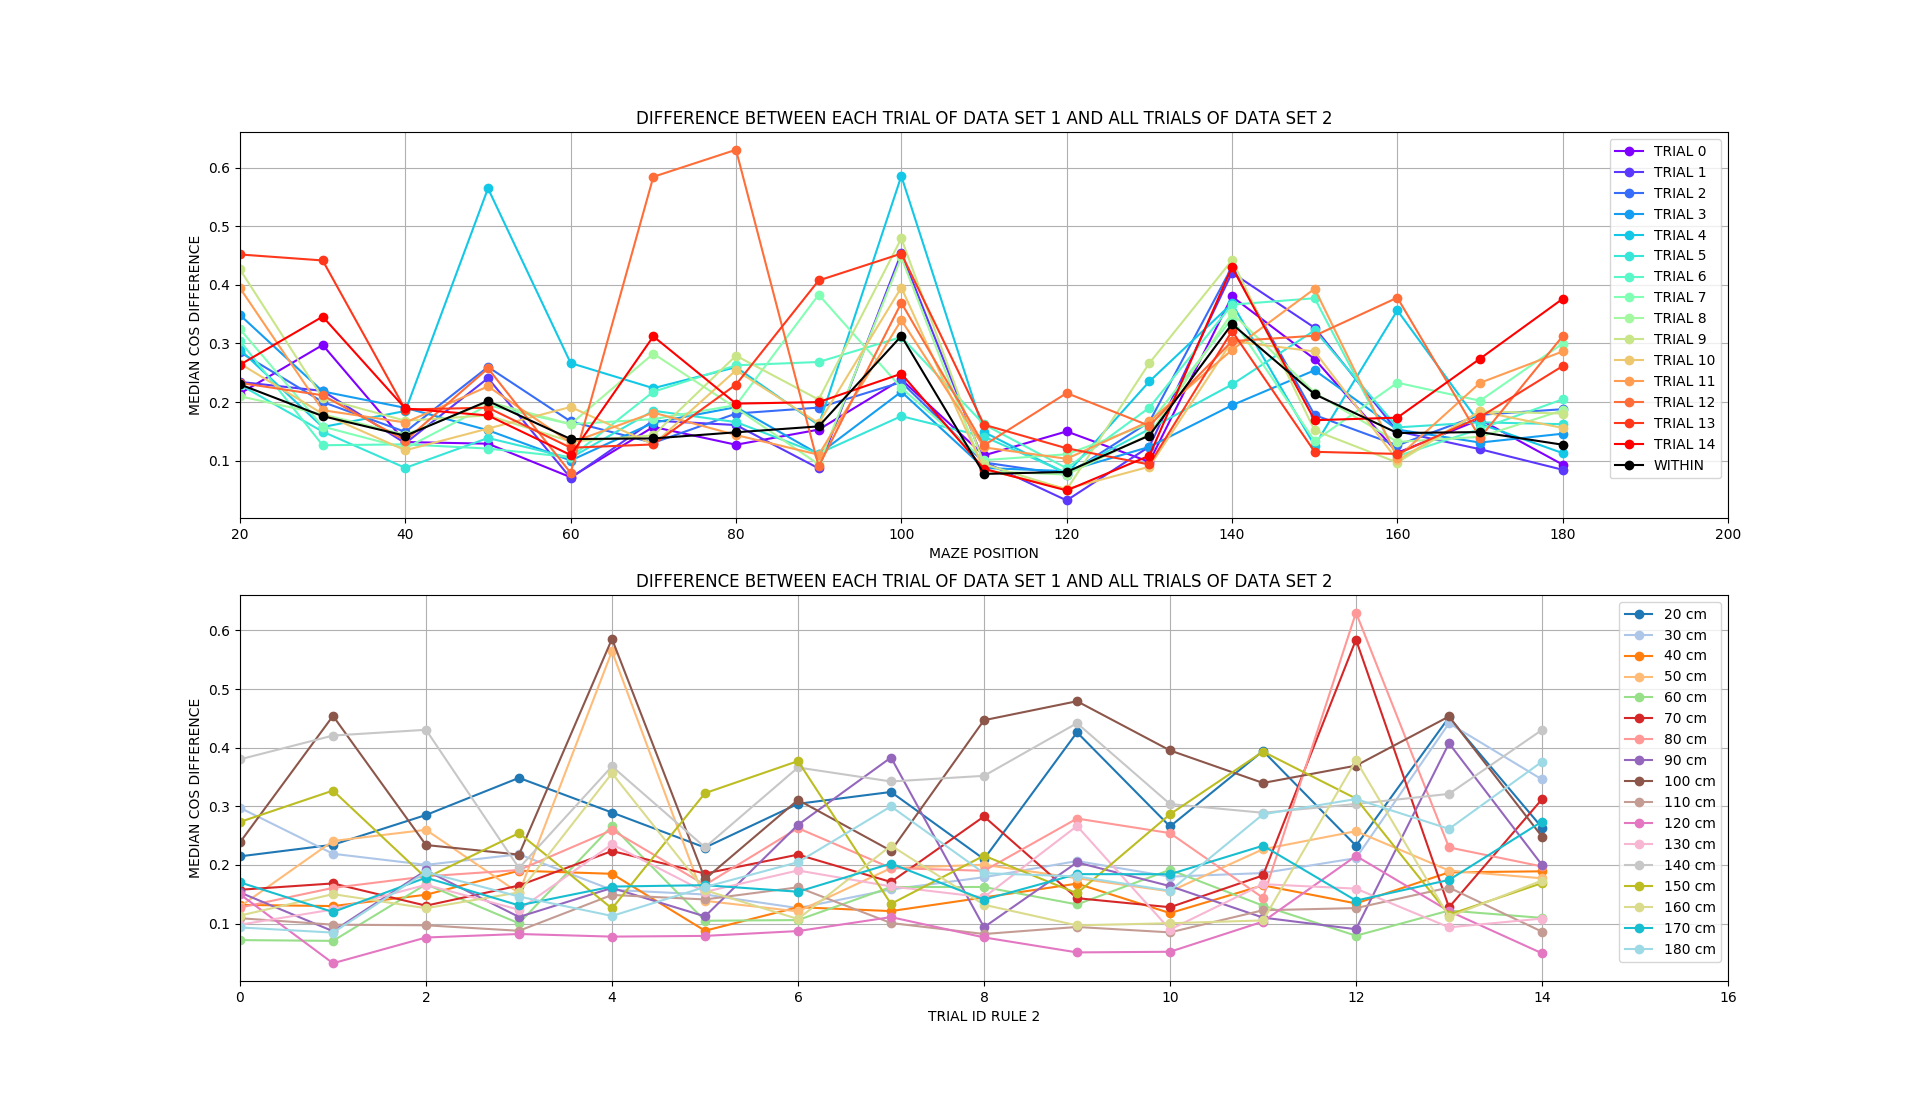 DIFFERENCE BETWEEN EACH TRIAL OF DATA SET 1 AND ALL TRIALS OF DATA SET 2
MEDIAN COS DIFFERENCE
0.6
0.5
0.4
0.3
0.2
0.1
20 40 60 80 100 120 140 160 180 200
MAZE POSITION
TRIAL 0
TRIAL 1
TRIAL 2
TRIAL 3
TRIAL 4
TRIAL 5
TRIAL 6
TRIAL 7
TRIAL 8
TRIAL 9
TRIAL 10
TRIAL 11
TRIAL 12
TRIAL 13
TRIAL 14
WITHIN
DIFFERENCE BETWEEN EACH TRIAL OF DATA SET 1 AND ALL TRIALS OF DATA SET 2
MEDIAN COS DIFFERENCE
0.6
0.5
0.4
0.3
0.2
0.1
0 2 4 6 8 10 12 14 16
TRIAL ID RULE 2
20 cm
30 cm
40 cm
50 cm
60 cm
70 cm
80 cm
90 cm
100 cm
110 cm
120 cm
130 cm
140 cm
150 cm
160 cm
170 cm
180 cm